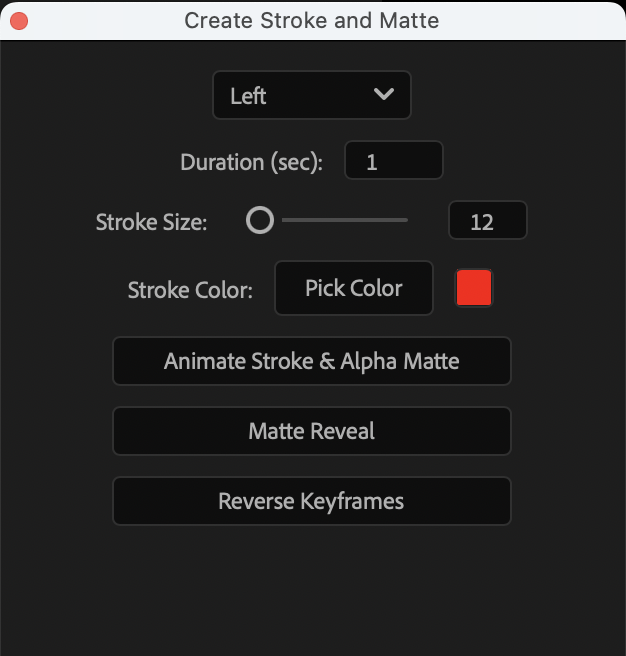 Create Stroke and Matte
Left
Duration (sec): 1
Stroke Size: 12
Stroke Color: Pick Color
Animate Stroke & Alpha Matte
Matte Reveal
Reverse Keyframes